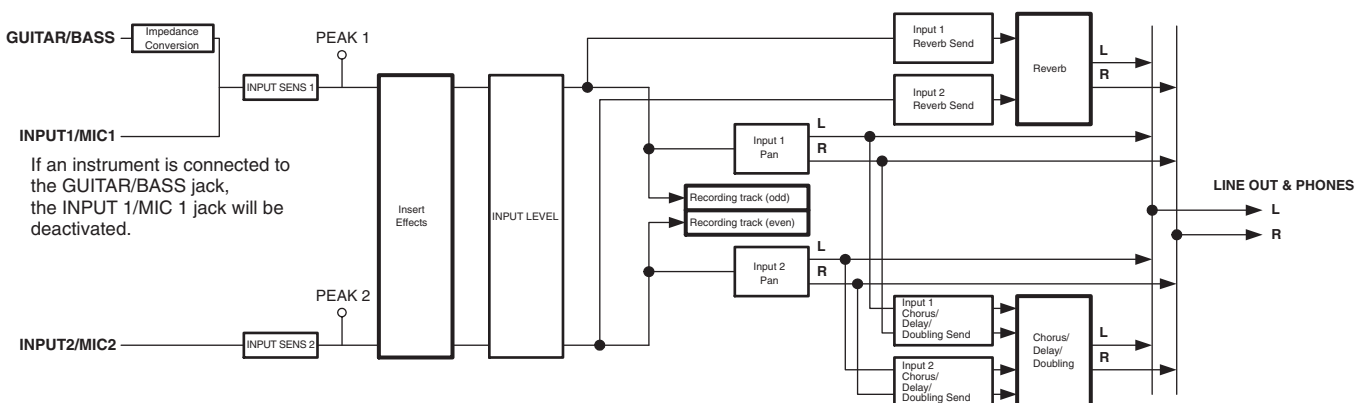 GUITAR/BASS
Impedance
Conversion
PEAK 1
INPUT SENS 1
INPUT1/MIC1
If an instrument is connected to
the GUITAR/BASS jack,
the INPUT 1/MIC 1 jack will be
deactivated.
PEAK 2
INPUT2/MIC2
INPUT SENS 2
Insert
Effects
INPUT LEVEL
Input 1
Reverb Send
Input 2
Reverb Send
Reverb
L
R
Input 1
Pan
L
R
Recording track (odd)
Recording track (even)
Input 2
Pan
L
R
Input 1
Chorus/
Delay/
Doubling Send
Input 2
Chorus/
Delay/
Doubling Send
Chorus/
Delay/
Doubling
L
R
LINE OUT & PHONES
L
R